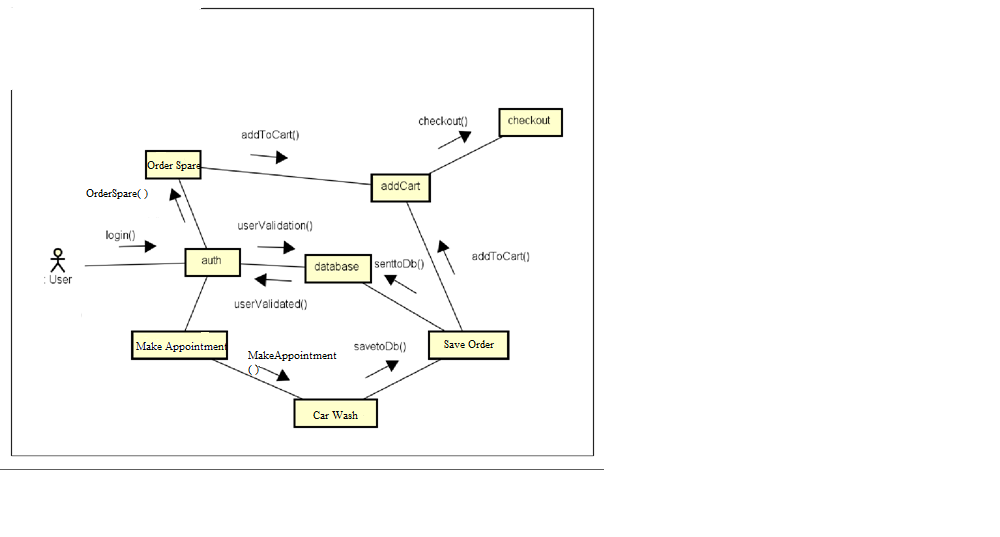 checkout()
checkout
addToCart()
Order Spare
addCart
OrderSpare( )
userValidation()
login()
auth
database
senttoDb()
addToCart()
: User
userValidated()
Make Appointment
MakeAppointment
( )
savetoDb()
Save Order
Car Wash